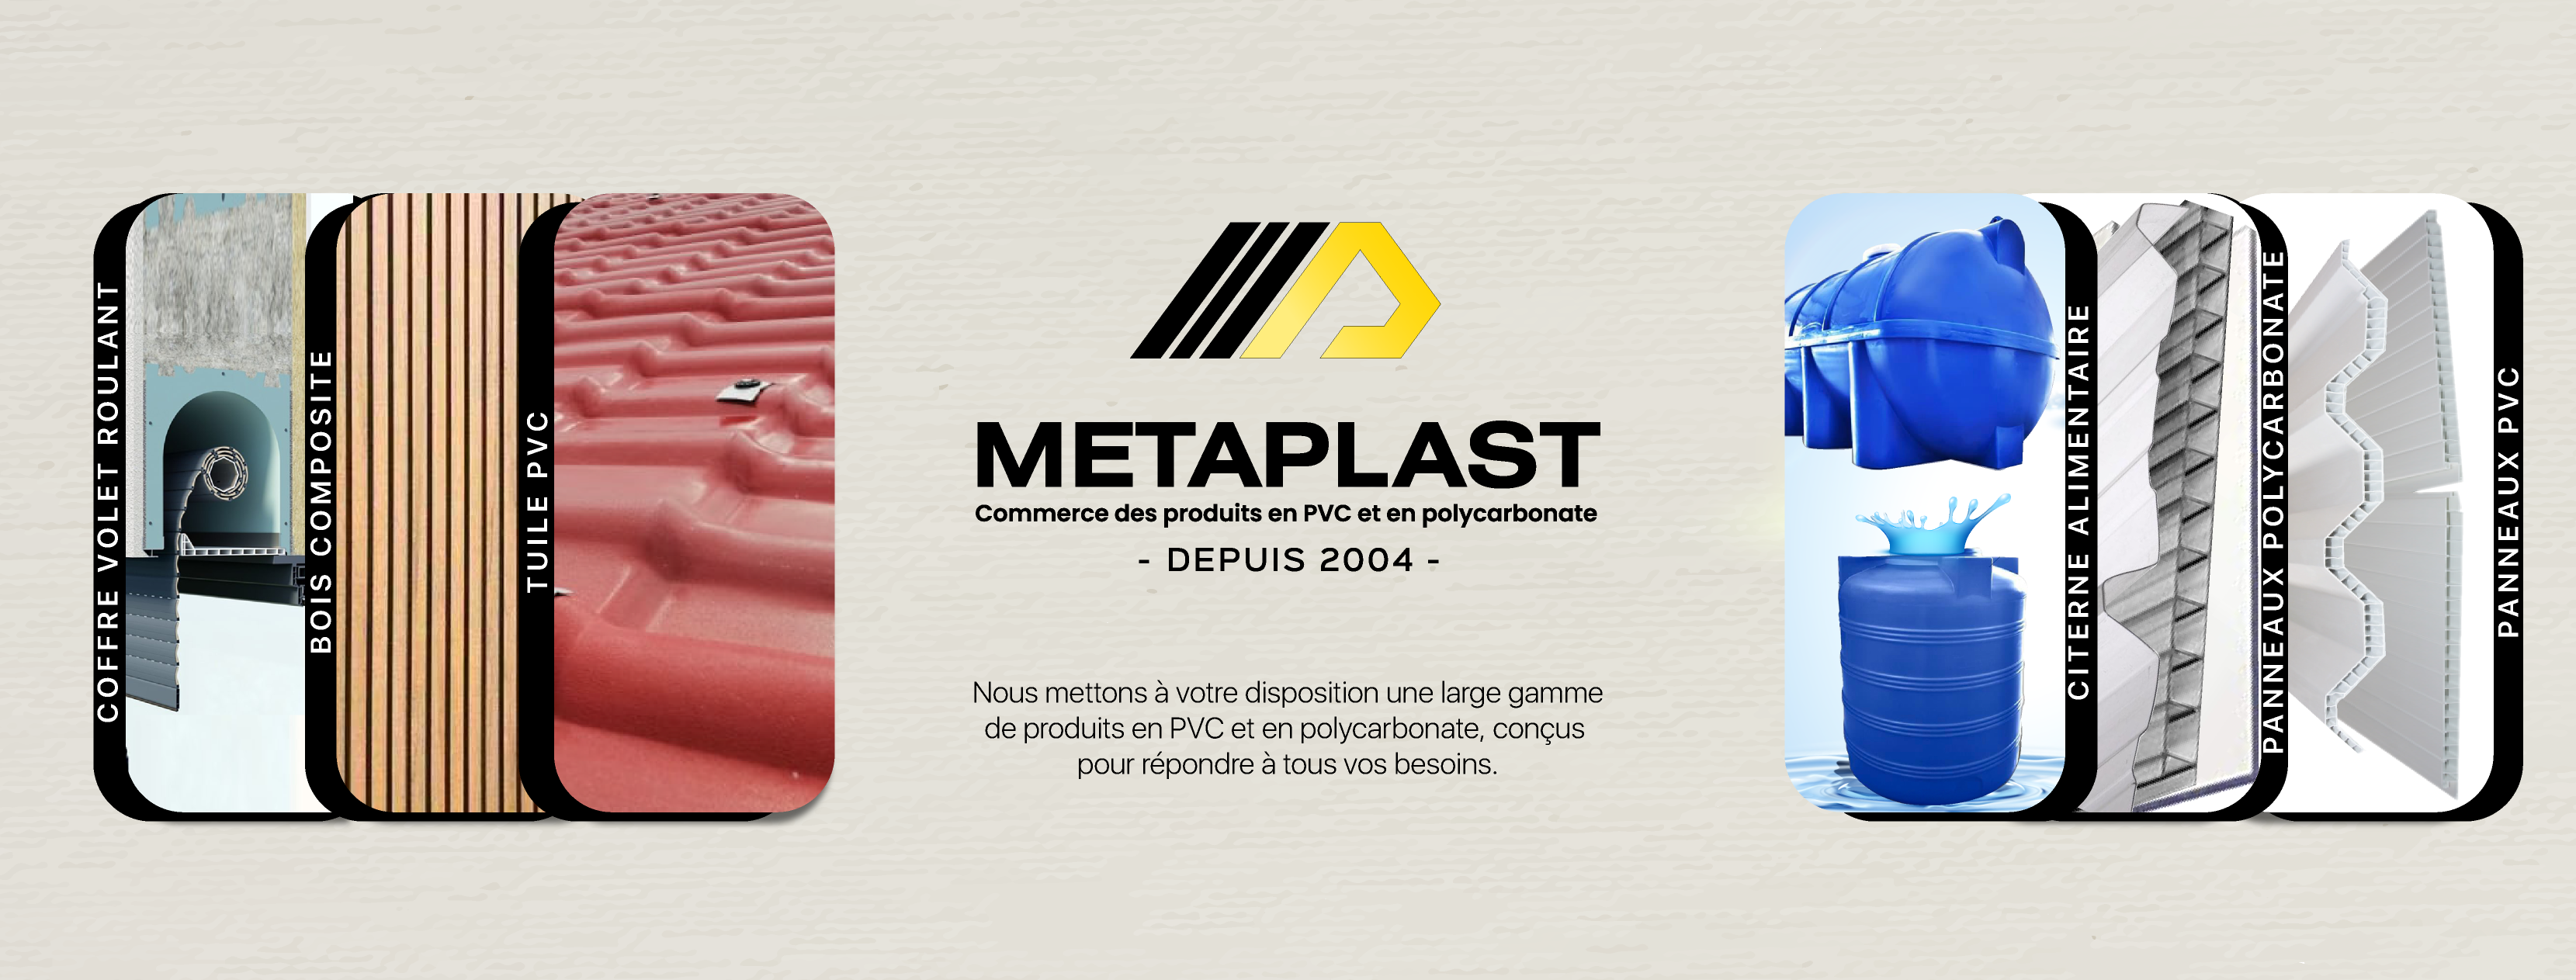 COFFRE VOLET ROULANT
BOIS COMPOSITE
TUILE PVC
METAPLAST
Commerce des produits en PVC et en polycarbonate
- DEPUIS 2004 -
Nous mettons à votre disposition une large gamme
de produits en PVC et en polycarbonate, conçus
pour répondre à tous vos besoins.
CITERNE ALIMENTAIRE
PANNEAUX POLYCARBONATE
PANNEAUX PVC